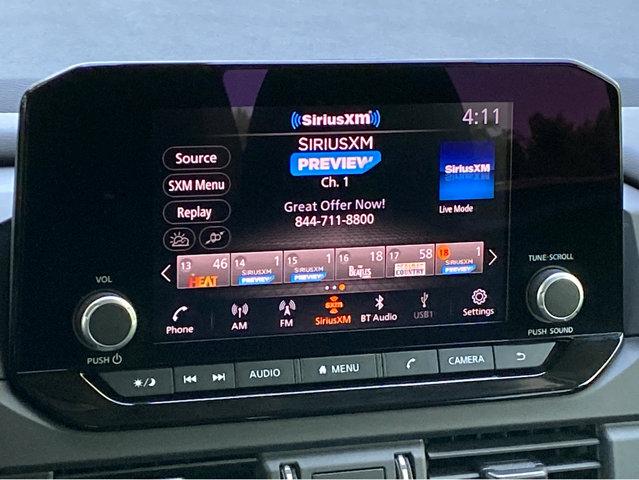 SiriusXM
4:11
SIRIUSXM
PREVIEW
Ch. 1
Great Offer Now!
844-711-8800
Source
SXM Menu
Replay
SiriusXM
Live Mode
13 46 HEAT
14 1 SIRIUSXM PREVIEW
15 1 SIRIUSXM PREVIEW
16 18 THE BEATLES
17 58 COUNTRY
18 1 SIRIUSXM PREVIEW
Phone
AM
FM
SXM
SiriusXM
BT Audio
USB1
Settings
VOL
PUSH
TUNE·SCROLL
PUSH SOUND
AUDIO
MENU
CAMERA